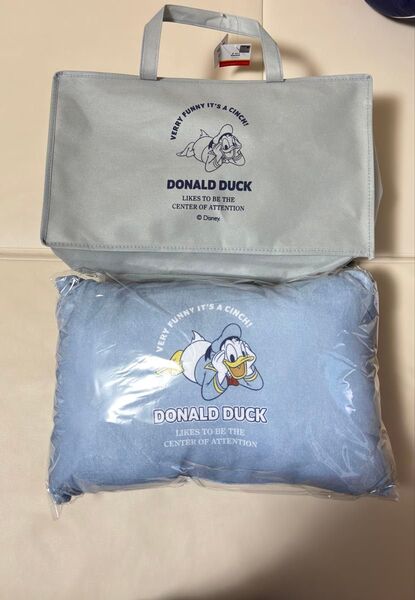 VERRY FUNNY IT'S A CINCH!
DONALD DUCK
LIKES TO BE THE
CENTER OF ATTENTION
© Disney
VERY FUNNY IT'S A CINCH!
DONALD DUCK
LIKES TO BE THE
CENTER OF ATTENTION